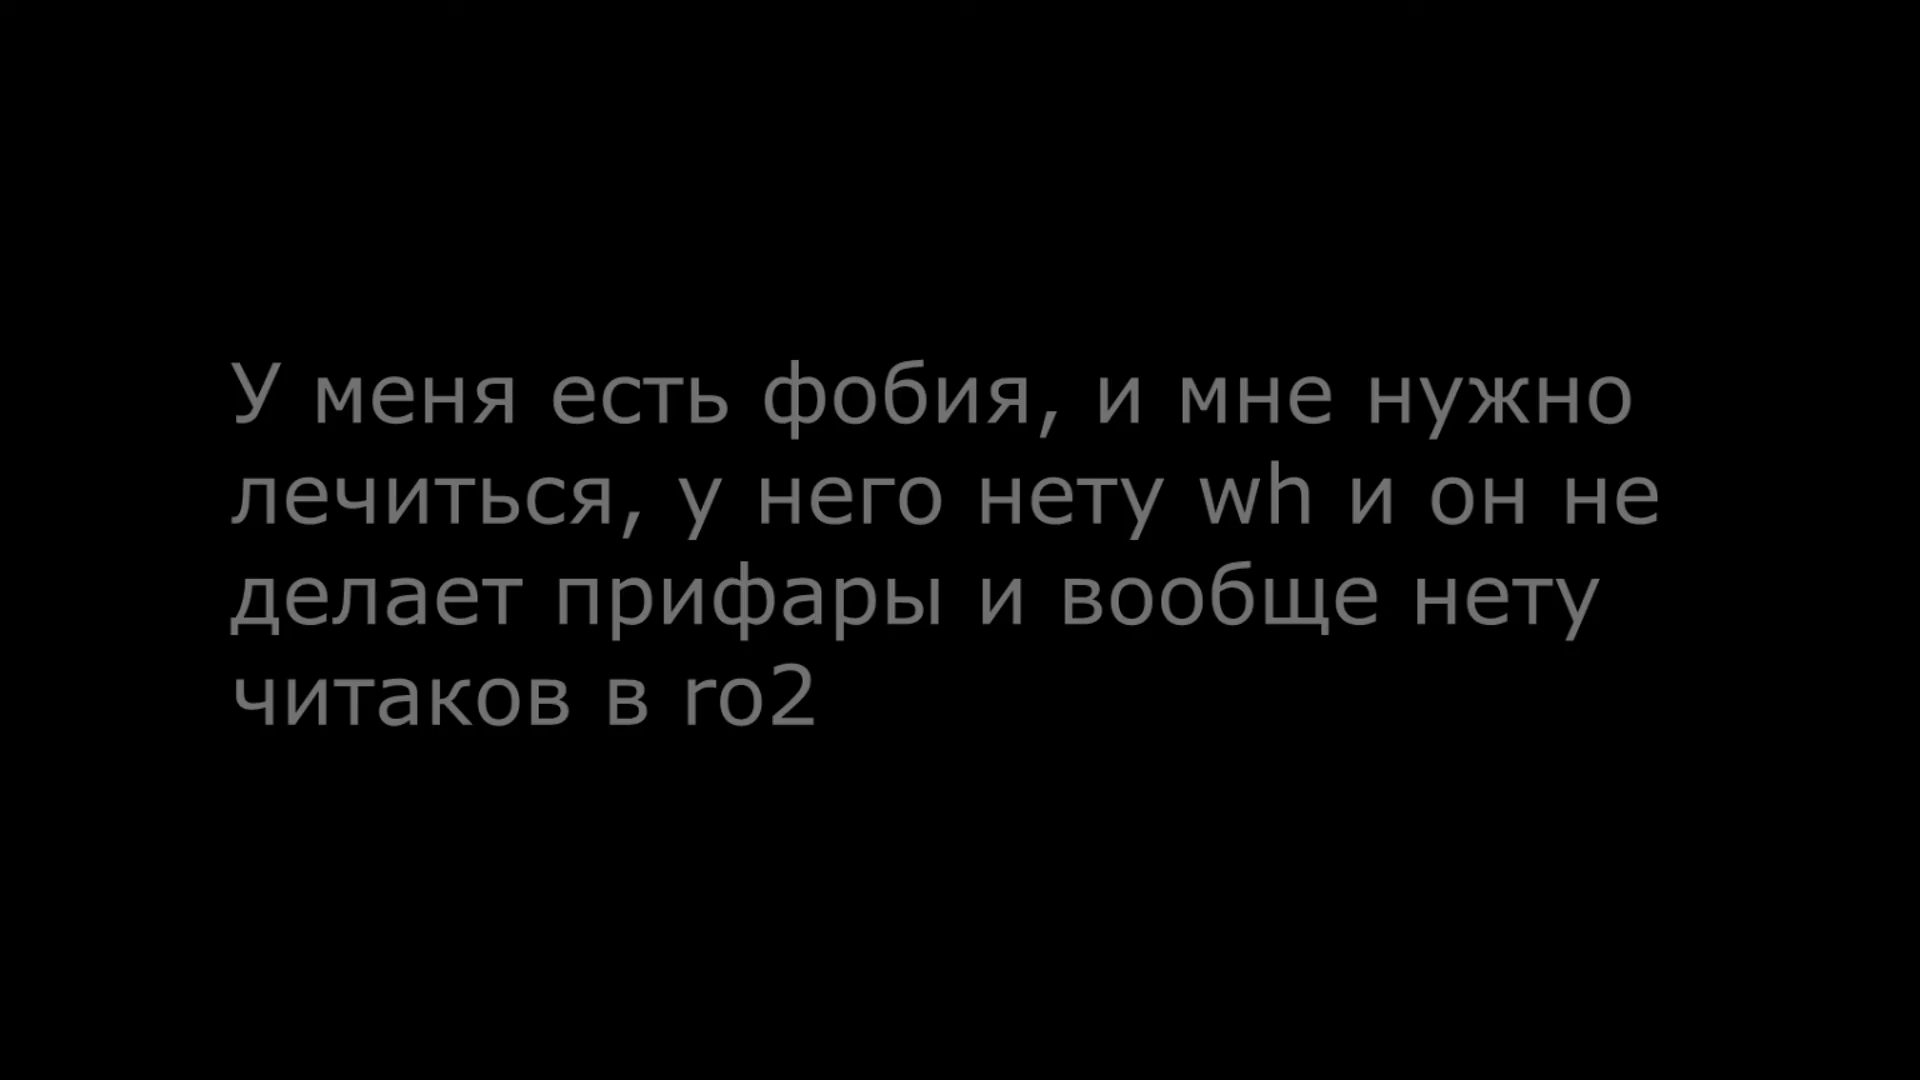 У меня есть фобия, и мне нужно
лечиться, у него нету wh и он не
делает прифары и вообще нету
читаков в ro2